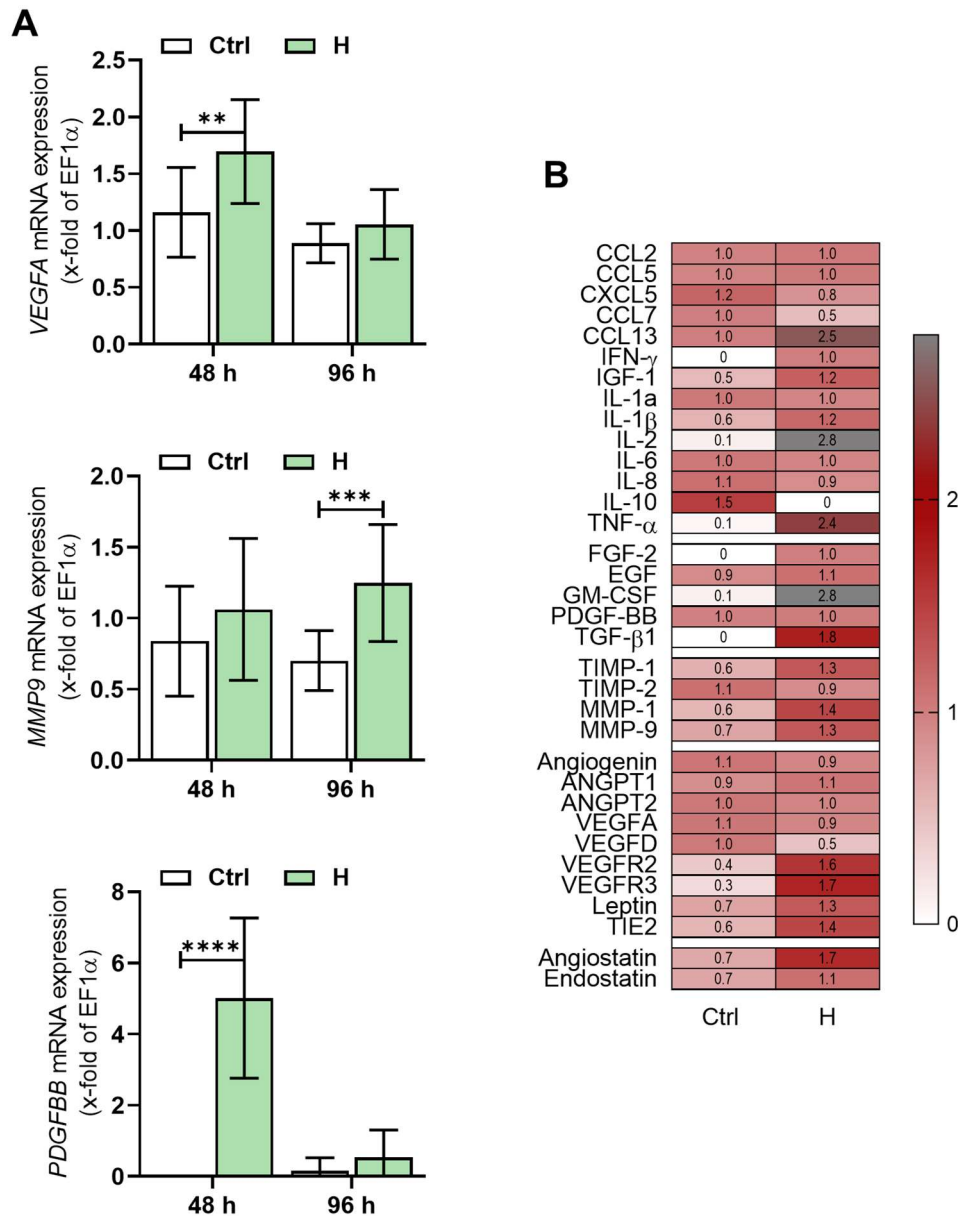 A
Ctrl H
VEGFA mRNA expression
(x-fold of EF1α)
2.5
2.0
1.5
1.0
0.5
0.0
**
48 h 96 h
Ctrl H
MMP9 mRNA expression
(x-fold of EF1α)
2.0
1.5
1.0
0.5
0.0
***
48 h 96 h
Ctrl H
PDGFBB mRNA expression
(x-fold of EF1α)
8
6
4
2
0
****
48 h 96 h
B
CCL2 1.0 1.0
CCL5 1.0 1.0
CXCL5 1.2 0.8
CCL7 1.0 0.5
CCL13 1.0 2.5
IFN-γ 0 1.0
IGF-1 0.5 1.2
IL-1a 1.0 1.0
IL-1β 0.6 1.2
IL-2 0.1 2.8
IL-6 1.0 1.0
IL-8 1.1 0.9
IL-10 1.5 0
TNF-α 0.1 2.4
FGF-2 0 1.0
EGF 0.9 1.1
GM-CSF 0.1 2.8
PDGF-BB 1.0 1.0
TGF-β1 0 1.8
TIMP-1 0.6 1.3
TIMP-2 1.1 0.9
MMP-1 0.6 1.4
MMP-9 0.7 1.3
Angiogenin 1.1 0.9
ANGPT1 0.9 1.1
ANGPT2 1.0 1.0
VEGFA 1.1 0.9
VEGFD 1.0 0.5
VEGFR2 0.4 1.6
VEGFR3 0.3 1.7
Leptin 0.7 1.3
TIE2 0.6 1.4
Angiostatin 0.7 1.7
Endostatin 0.7 1.1
Ctrl H
2
1
0